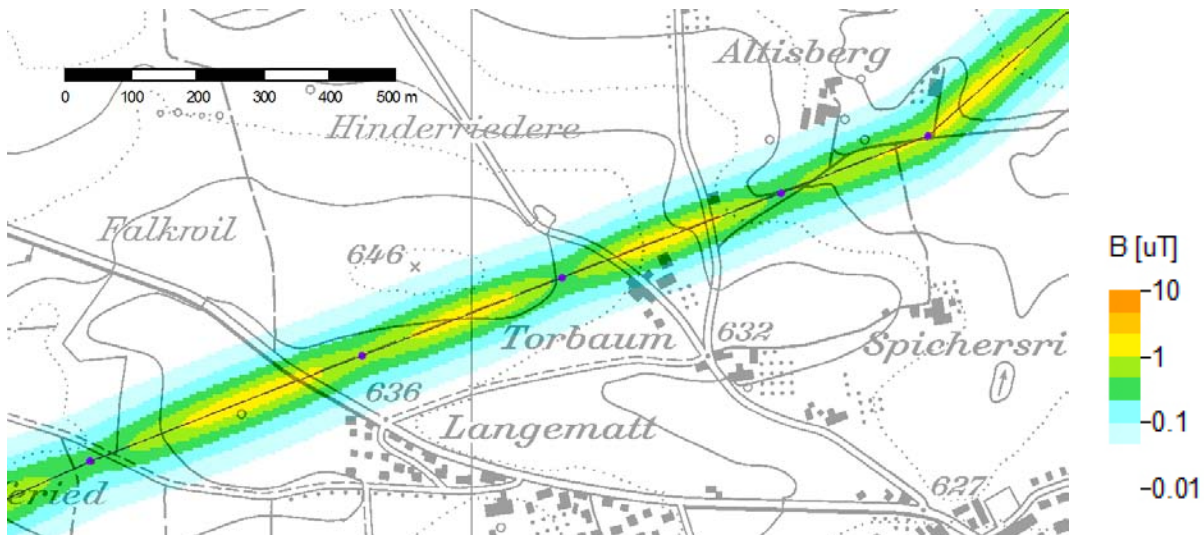 Altisberg
0 100 200 300 400 500 m
Hinderriedere
Falkwil
646
B [uT]
10
1
0.1
0.01
Torbaum
632
Spichersri
636
Langematt
627
eried